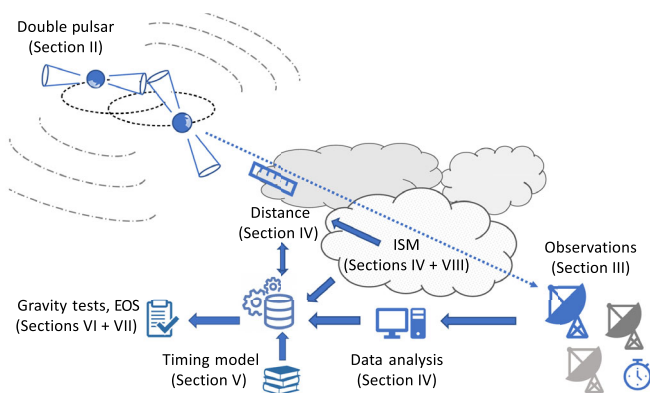 Double pulsar
(Section II)
Distance
(Section IV)
ISM
(Sections IV + VIII)
Observations
(Section III)
Gravity tests, EOS
(Sections VI + VII)
Timing model
(Section V)
Data analysis
(Section IV)